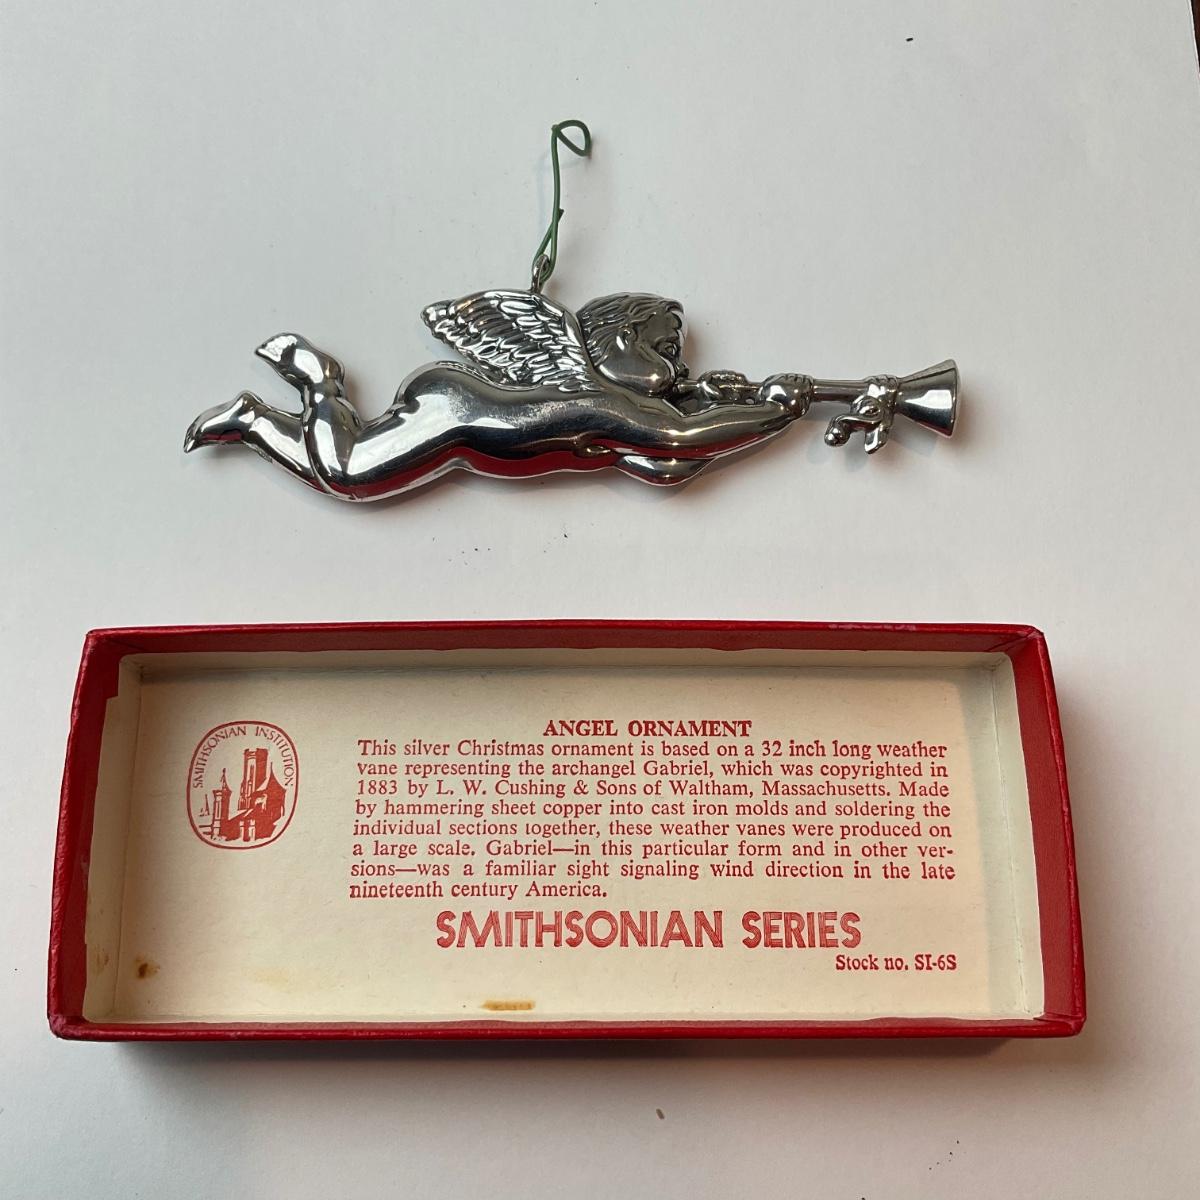 SMITHSONIAN INSTITUTION
ANGEL ORNAMENT
This silver Christmas ornament is based on a 32 inch long weather
vane representing the archangel Gabriel, which was copyrighted in
1883 by L. W. Cushing & Sons of Waltham, Massachusetts. Made
by hammering sheet copper into cast iron molds and soldering the
individual sections together, these weather vanes were produced on
a large scale. Gabriel—in this particular form and in other ver-
sions—was a familiar sight signaling wind direction in the late
nineteenth century America.
SMITHSONIAN SERIES
Stock no. SI-6S